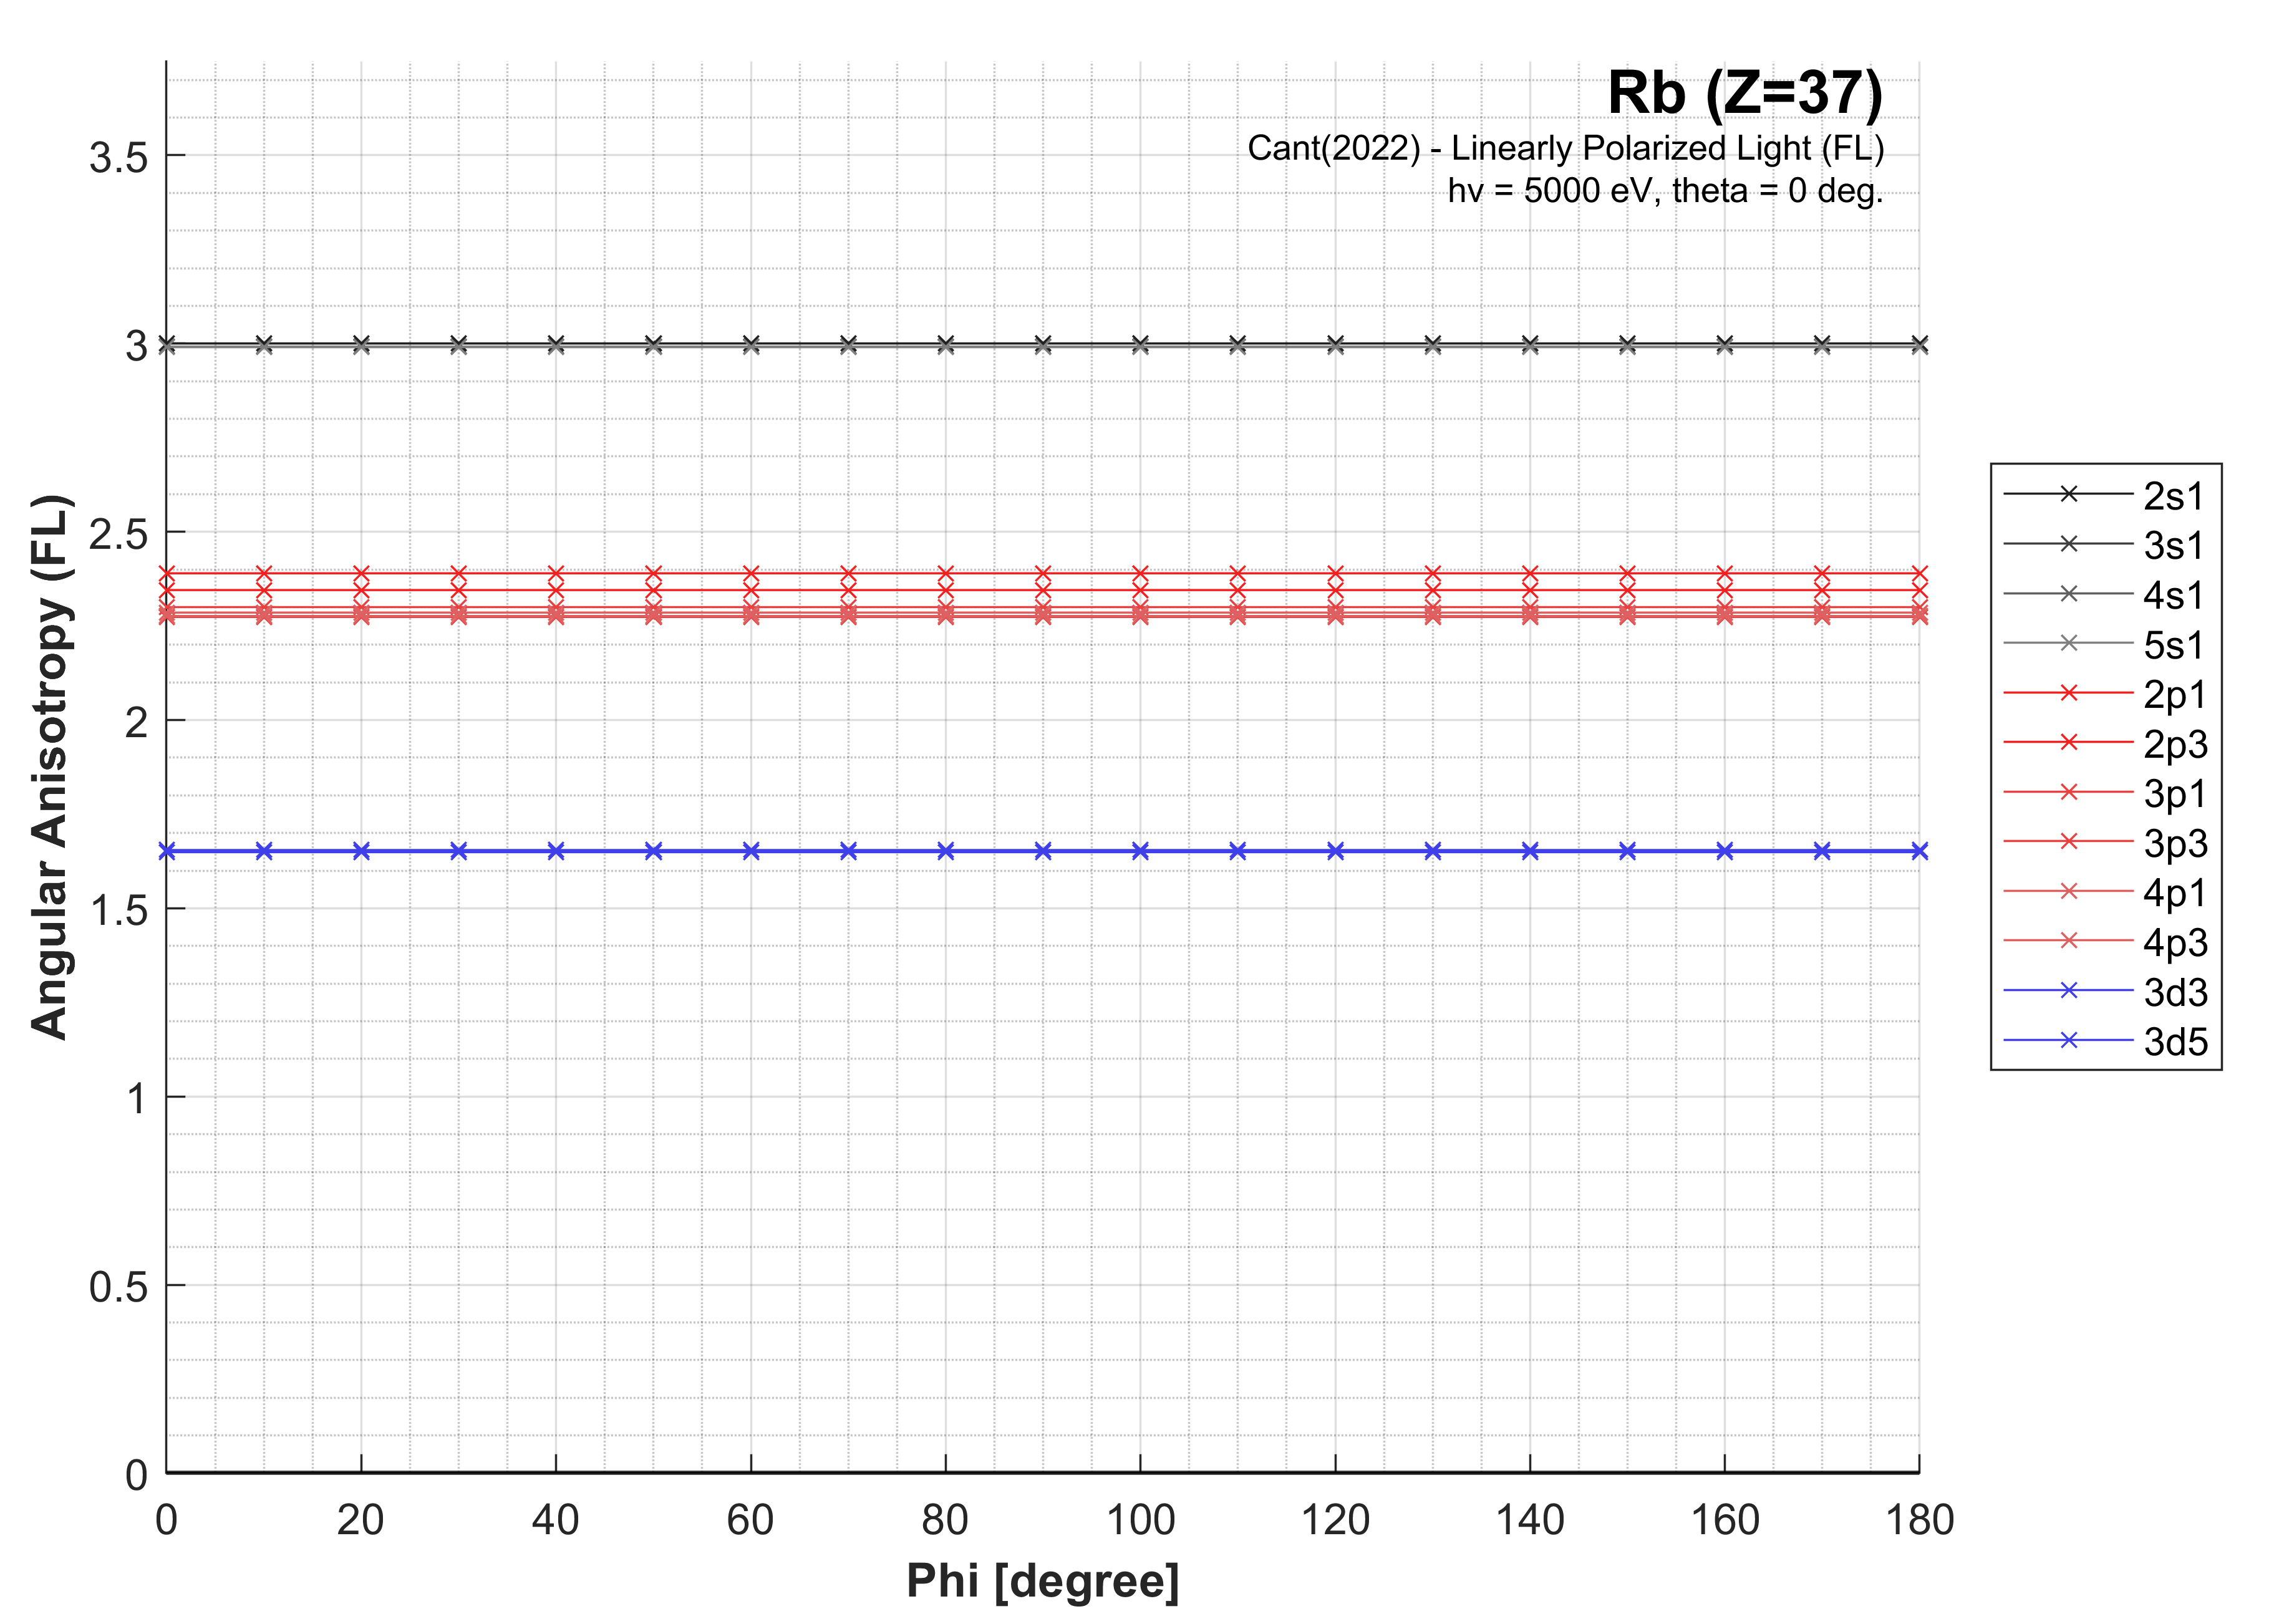 Rb (Z=37)
Cant(2022) - Linearly Polarized Light (FL)
hv = 5000 eV, theta = 0 deg.
Angular Anisotropy (FL)
3.5
3
2.5
2
1.5
1
0.5
0
0 20 40 60 80 100 120 140 160 180
Phi [degree]
2s1
3s1
4s1
5s1
2p1
2p3
3p1
3p3
4p1
4p3
3d3
3d5